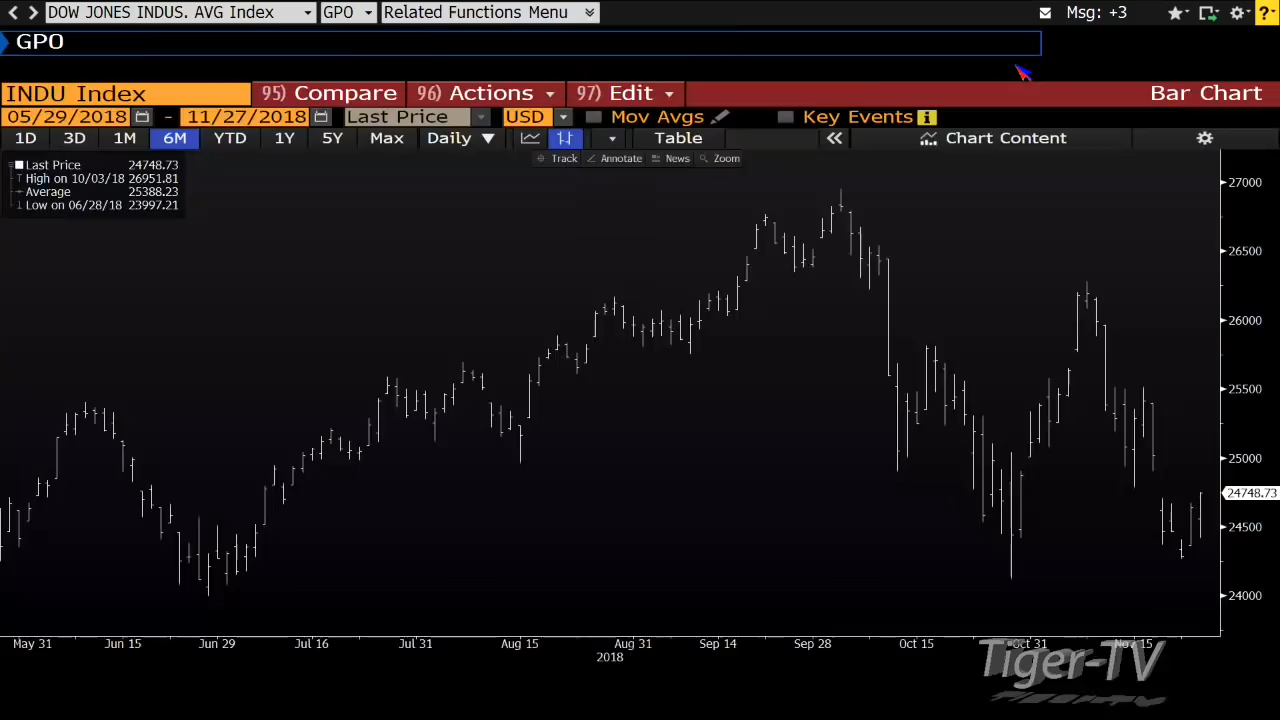 DOW JONES INDUS. AVG Index GPO Related Functions Menu Msg: +3 ?
GPO
INDU Index 95) Compare 96) Actions 97) Edit Bar Chart
05/29/2018 - 11/27/2018 Last Price USD Mov Avgs Key Events i
1D 3D 1M 6M YTD 1Y 5Y Max Daily Table Chart Content
Track Annotate News Zoom
Last Price 24748.73
High on 10/03/18 26951.81
Average 25388.23
Low on 06/28/18 23997.21
27000
26500
26000
25500
25000
24748.73
24500
24000
May 31 Jun 15 Jun 29 Jul 16 Jul 31 Aug 15 Aug 31 Sep 14 Sep 28 Oct 15 Oct 31 Nov 15
2018
Tiger-TV